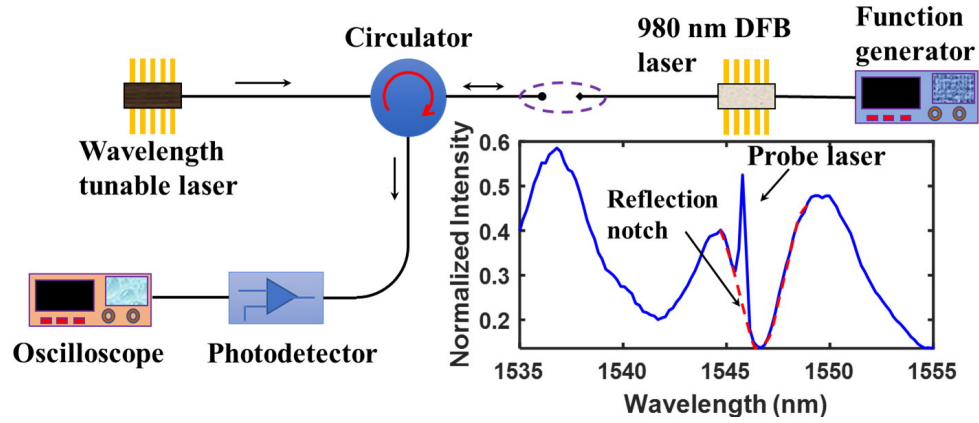 Function
generator
980 nm DFB
laser
Circulator
Wavelength
tunable laser
Probe laser
Reflection
notch
Normalized Intensity
0.6
0.5
0.4
0.3
0.2
1535
1540
1545
1550
1555
Wavelength (nm)
Oscilloscope
Photodetector